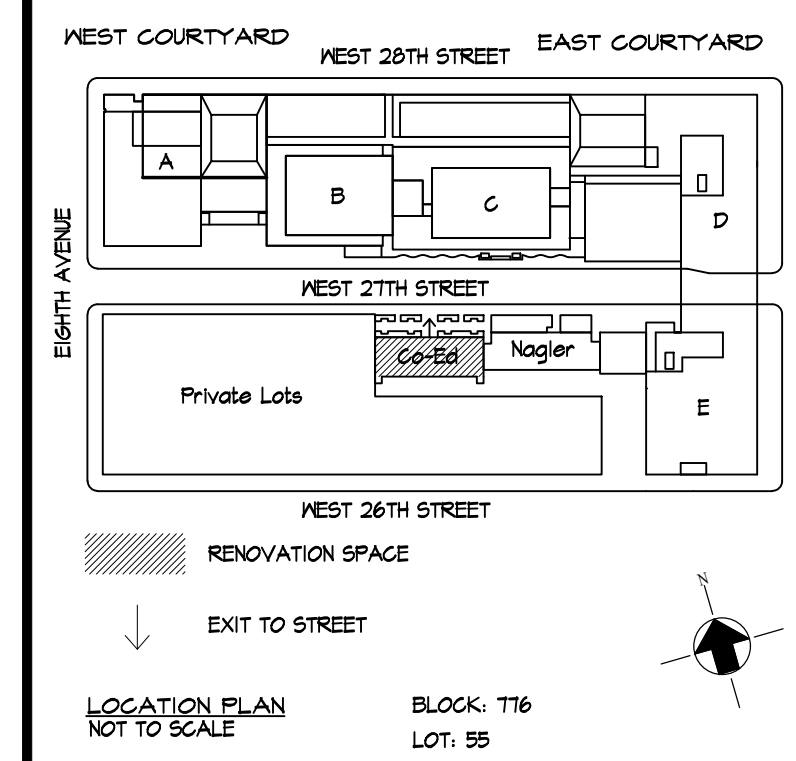 WEST COURTYARD
WEST 28TH STREET
EAST COURTYARD
A
B
C
D
EIGHTH AVENUE
WEST 27TH STREET
Co-Ed
Nagler
Private Lots
E
WEST 26TH STREET
RENOVATION SPACE
N
EXIT TO STREET
LOCATION PLAN
NOT TO SCALE
BLOCK: 776
LOT: 55